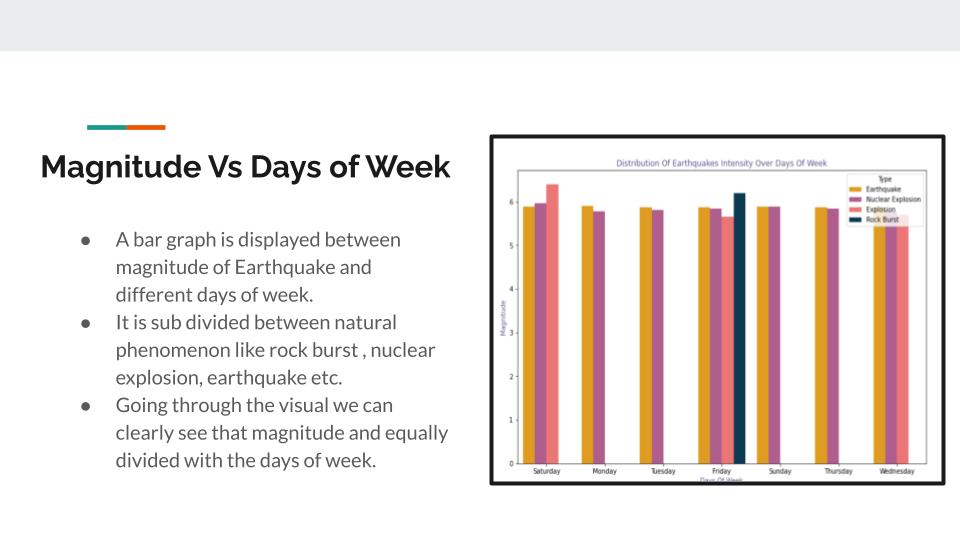 Magnitude Vs Days of Week
● A bar graph is displayed between
magnitude of Earthquake and
different days of week.
● It is sub divided between natural
phenomenon like rock burst , nuclear
explosion, earthquake etc.
● Going through the visual we can
clearly see that magnitude and equally
divided with the days of week.
Distribution Of Earthquakes Intensity Over Days Of Week
Type
Earthquake
Nuclear Explosion
Explosion
Rock Burst
Magnitude
6
5
4
3
2
1
0
Saturday Monday Tuesday Friday Sunday Thursday Wednesday
Days Of Week